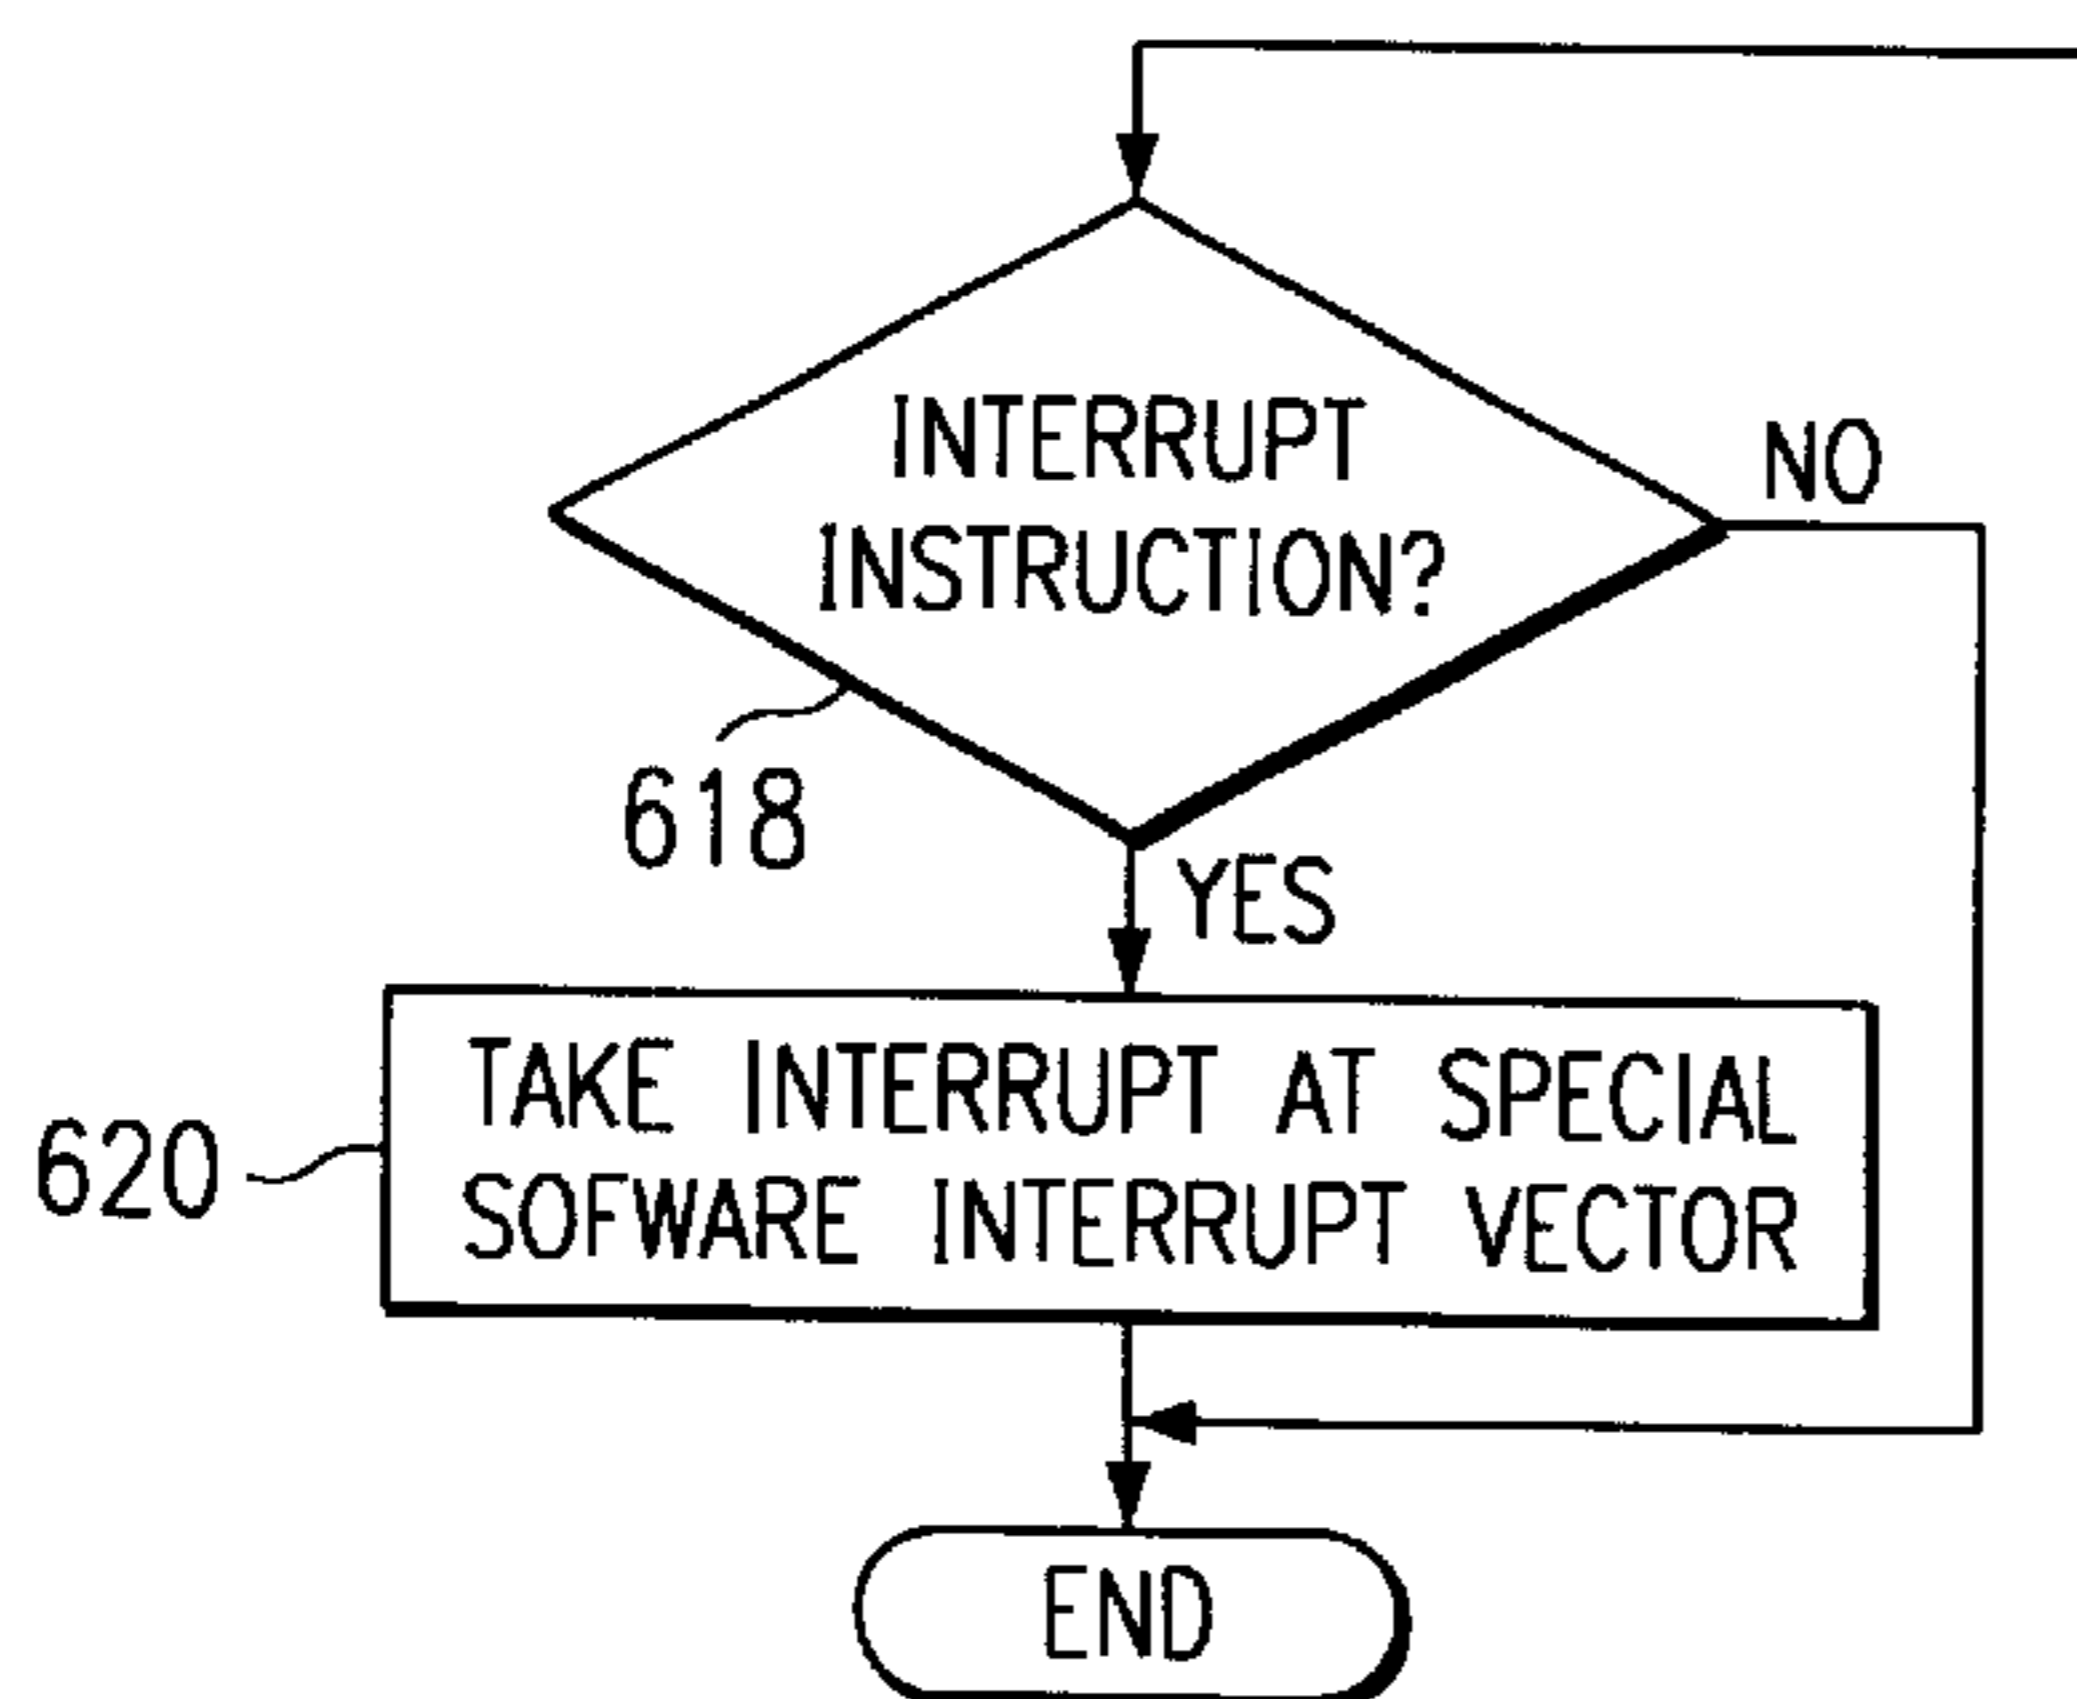 INTERRUPT
INSTRUCTION?
NO
618
YES
620
TAKE INTERRUPT AT SPECIAL
SOFWARE INTERRUPT VECTOR
END